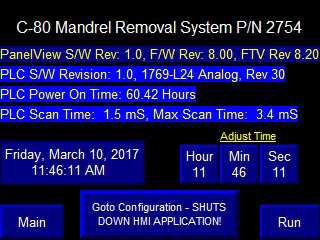 C-80 Mandrel Removal System P/N 2754
PanelView S/W Rev: 1.0, F/W Rev: 8.00, FTV Rev 8.20
PLC S/W Revision: 1.0, 1769-L24 Analog, Rev 30
PLC Power On Time: 60.42 Hours
PLC Scan Time: 1.5 mS, Max Scan Time: 3.4 mS
Adjust Time
Friday, March 10, 2017
11:46:11 AM
Hour
11
Min
46
Sec
11
Main
Goto Configuration - SHUTS
DOWN HMI APPLICATION!
Run